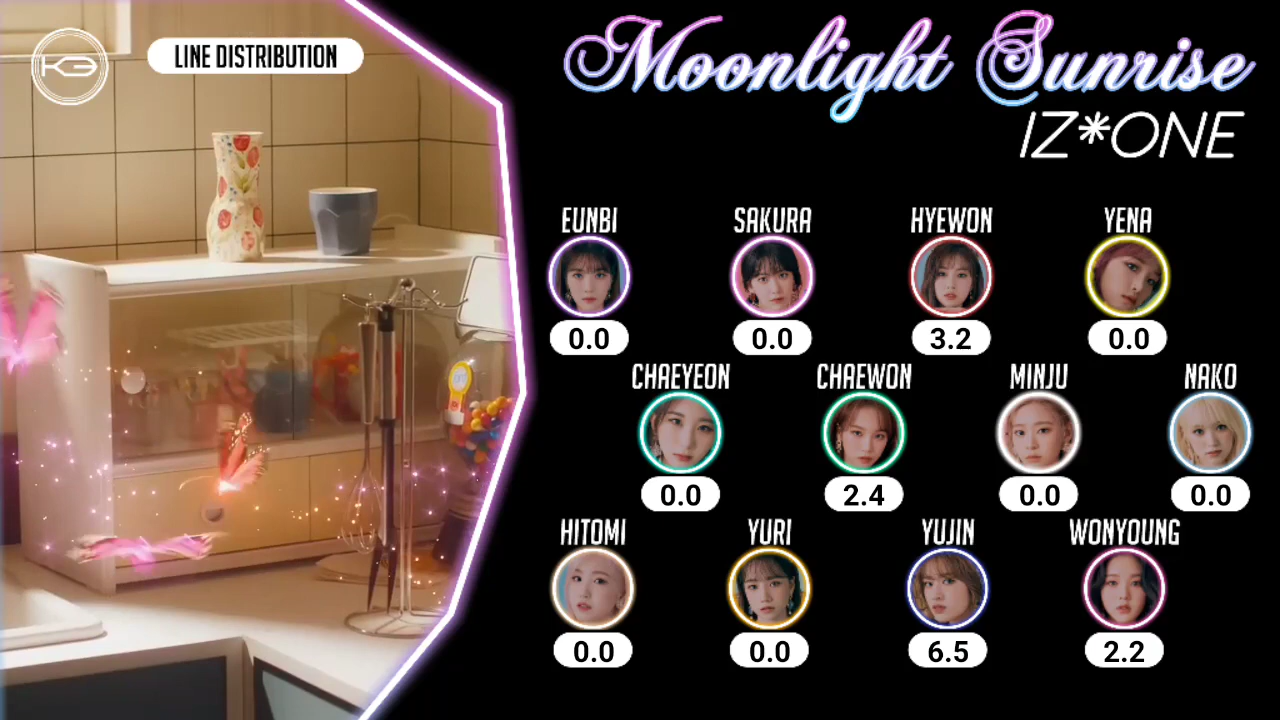 K3
LINE DISTRIBUTION
Moonlight Sunrise
IZ*ONE
EUNBI SAKURA HYEWON YENA
0.0 0.0 3.2 0.0
CHAEYEON CHAEWON MINJU NAKO
0.0 2.4 0.0 0.0
HITOMI YURI YUJIN WONYOUNG
0.0 0.0 6.5 2.2